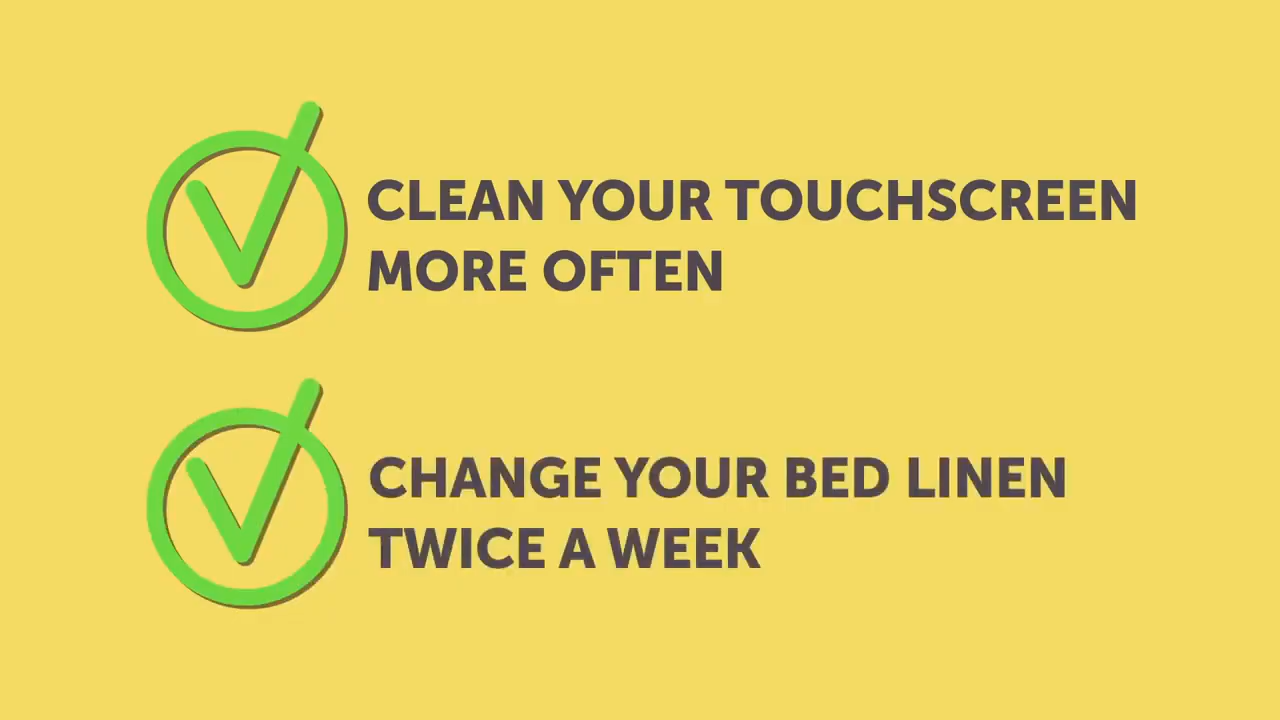 CLEAN YOUR TOUCHSCREEN
MORE OFTEN
CHANGE YOUR BED LINEN
TWICE A WEEK